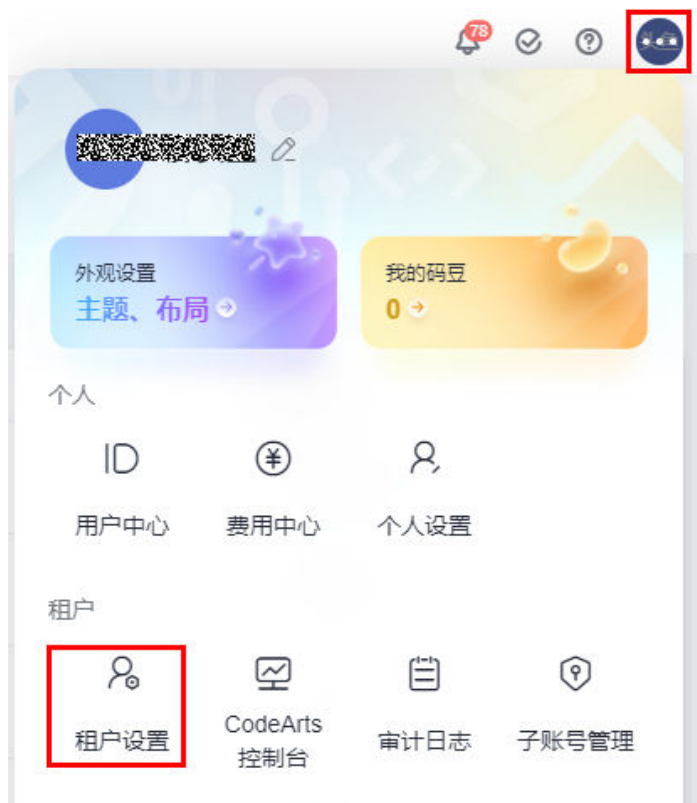 78
外观设置
我的码豆
主题、布局
0
个人
用户中心
费用中心
个人设置
租户
租户设置
CodeArts
控制台
审计日志
子账号管理